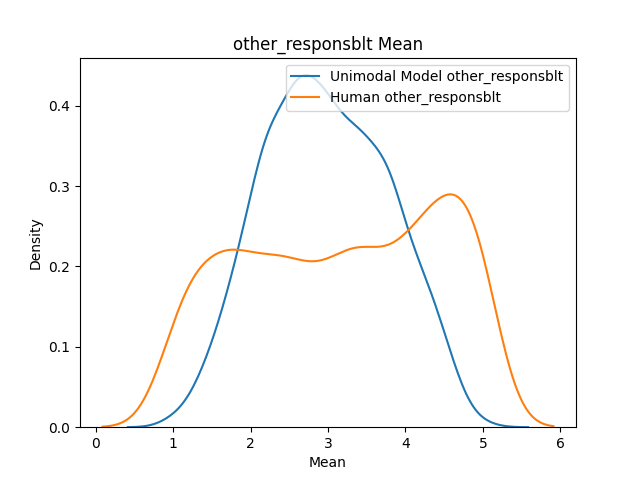 other_responsblt Mean
Unimodal Model other_responsblt
Human other_responsblt
Density
0.4
0.3
0.2
0.1
0.0
0 1 2 3 4 5 6
Mean